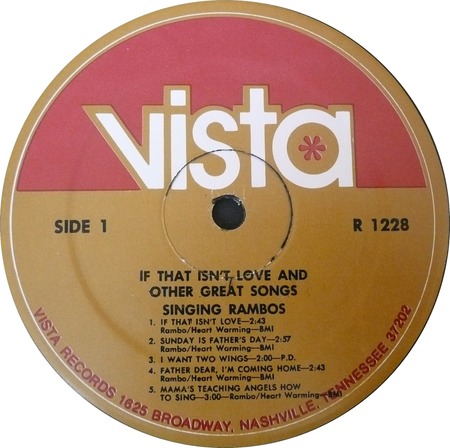 vista
SIDE 1
R 1228
IF THAT ISN'T LOVE AND
OTHER GREAT SONGS
SINGING RAMBOS
1. IF THAT ISN'T LOVE—2:43
Rambo/Heart Warming—BMI
2. SUNDAY IS FATHER'S DAY—2:57
Rambo/Heart Warming—BMI
3. I WANT TWO WINGS—2:00—P.D.
4. FATHER DEAR, I'M COMING HOME—2:43
Rambo/Heart Warming—BMI
5. MAMA'S TEACHING ANGELS HOW
TO SING—3:00—Rambo/Heart Warming—BMI
VISTA RECORDS 1625 BROADWAY, NASHVILLE, TENNESSEE 37202